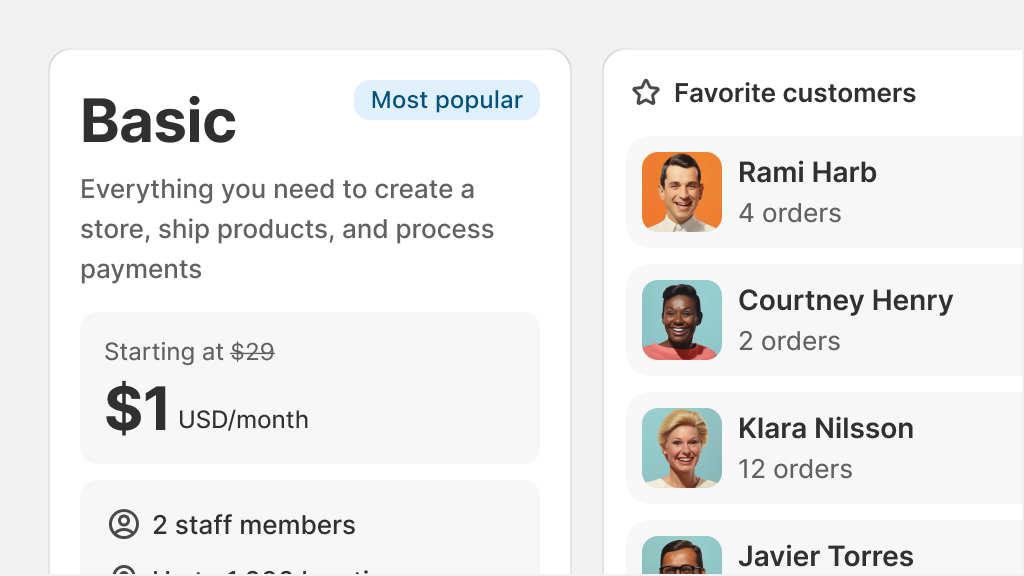 Basic
Most popular
Everything you need to create a
store, ship products, and process
payments
Starting at $29
$1 USD/month
2 staff members
Favorite customers
Rami Harb
4 orders
Courtney Henry
2 orders
Klara Nilsson
12 orders
Javier Torres